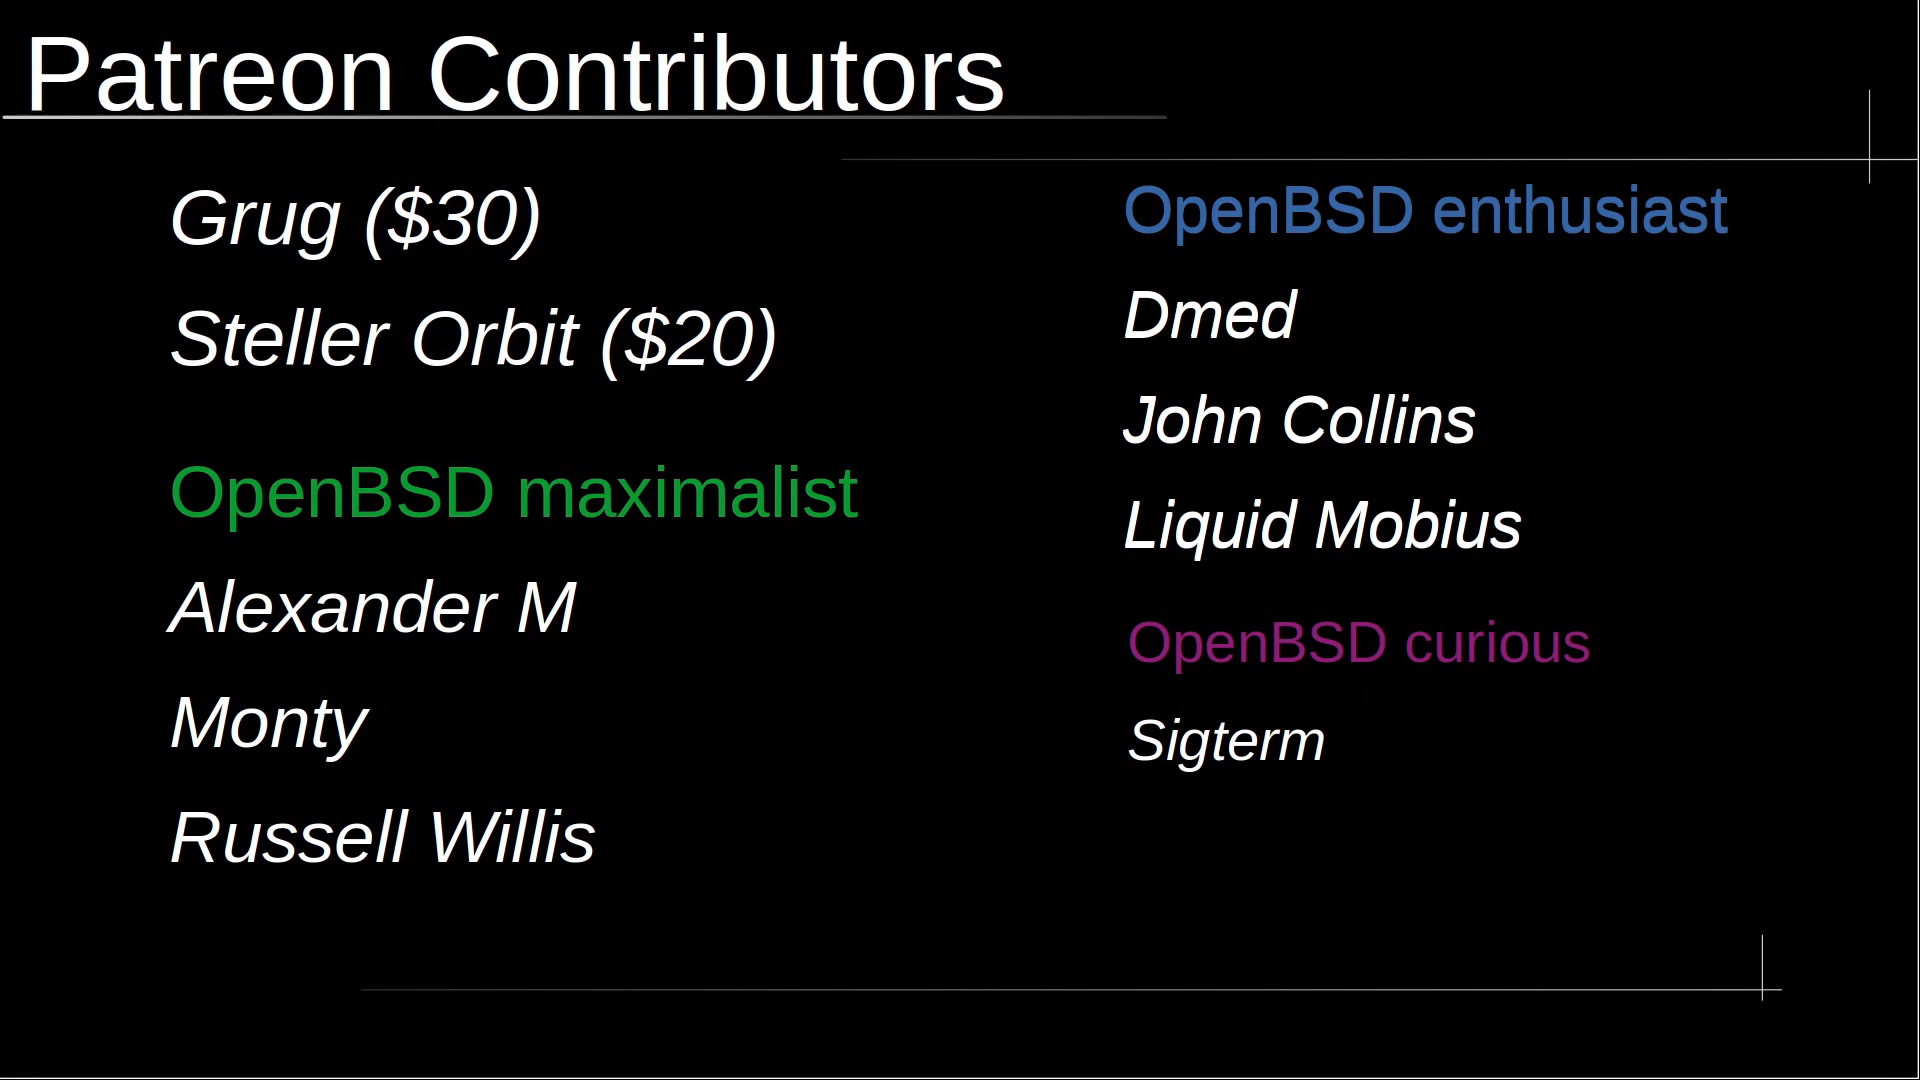 Patreon Contributors
Grug ($30)
Steller Orbit ($20)
OpenBSD maximalist
Alexander M
Monty
Russell Willis
OpenBSD enthusiast
Dmed
John Collins
Liquid Mobius
OpenBSD curious
Sigterm